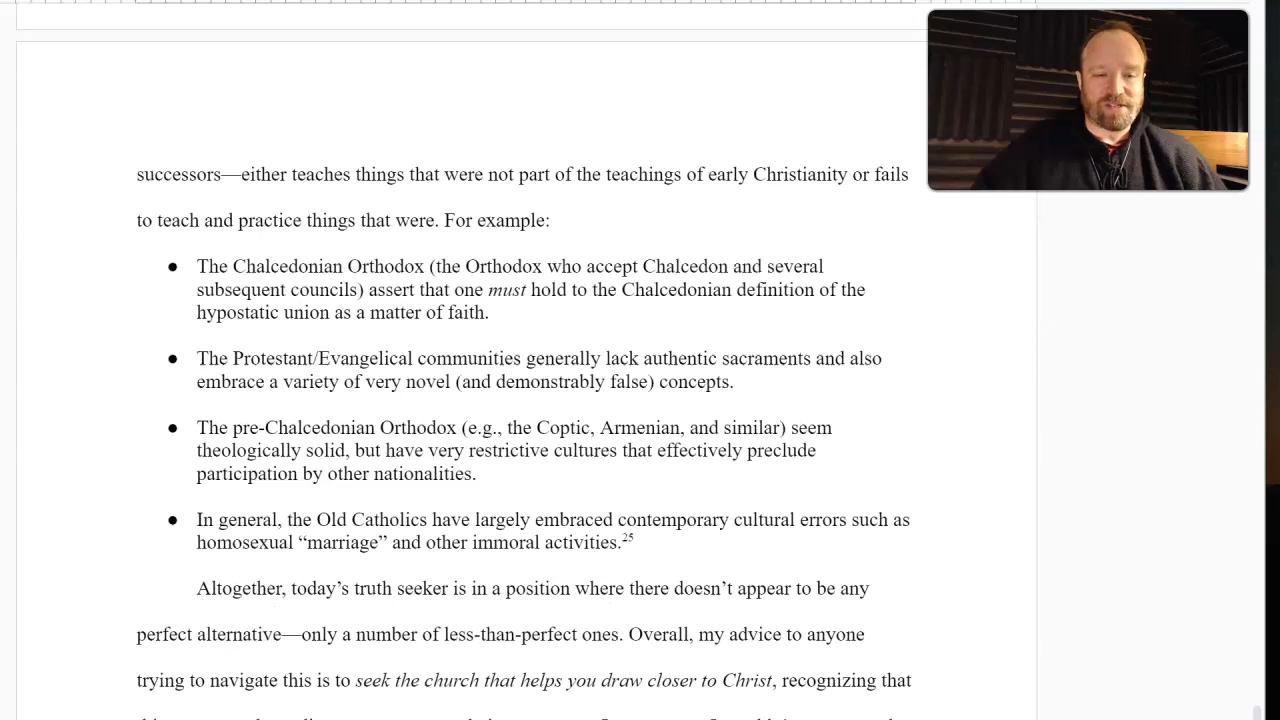 successors—either teaches things that were not part of the teachings of early Christianity or fails
to teach and practice things that were. For example:
● The Chalcedonian Orthodox (the Orthodox who accept Chalcedon and several
subsequent councils) assert that one must hold to the Chalcedonian definition of the
hypostatic union as a matter of faith.
● The Protestant/Evangelical communities generally lack authentic sacraments and also
embrace a variety of very novel (and demonstrably false) concepts.
● The pre-Chalcedonian Orthodox (e.g., the Coptic, Armenian, and similar) seem
theologically solid, but have very restrictive cultures that effectively preclude
participation by other nationalities.
● In general, the Old Catholics have largely embraced contemporary cultural errors such as
homosexual “marriage” and other immoral activities.25
Altogether, today’s truth seeker is in a position where there doesn’t appear to be any
perfect alternative—only a number of less-than-perfect ones. Overall, my advice to anyone
trying to navigate this is to seek the church that helps you draw closer to Christ, recognizing that